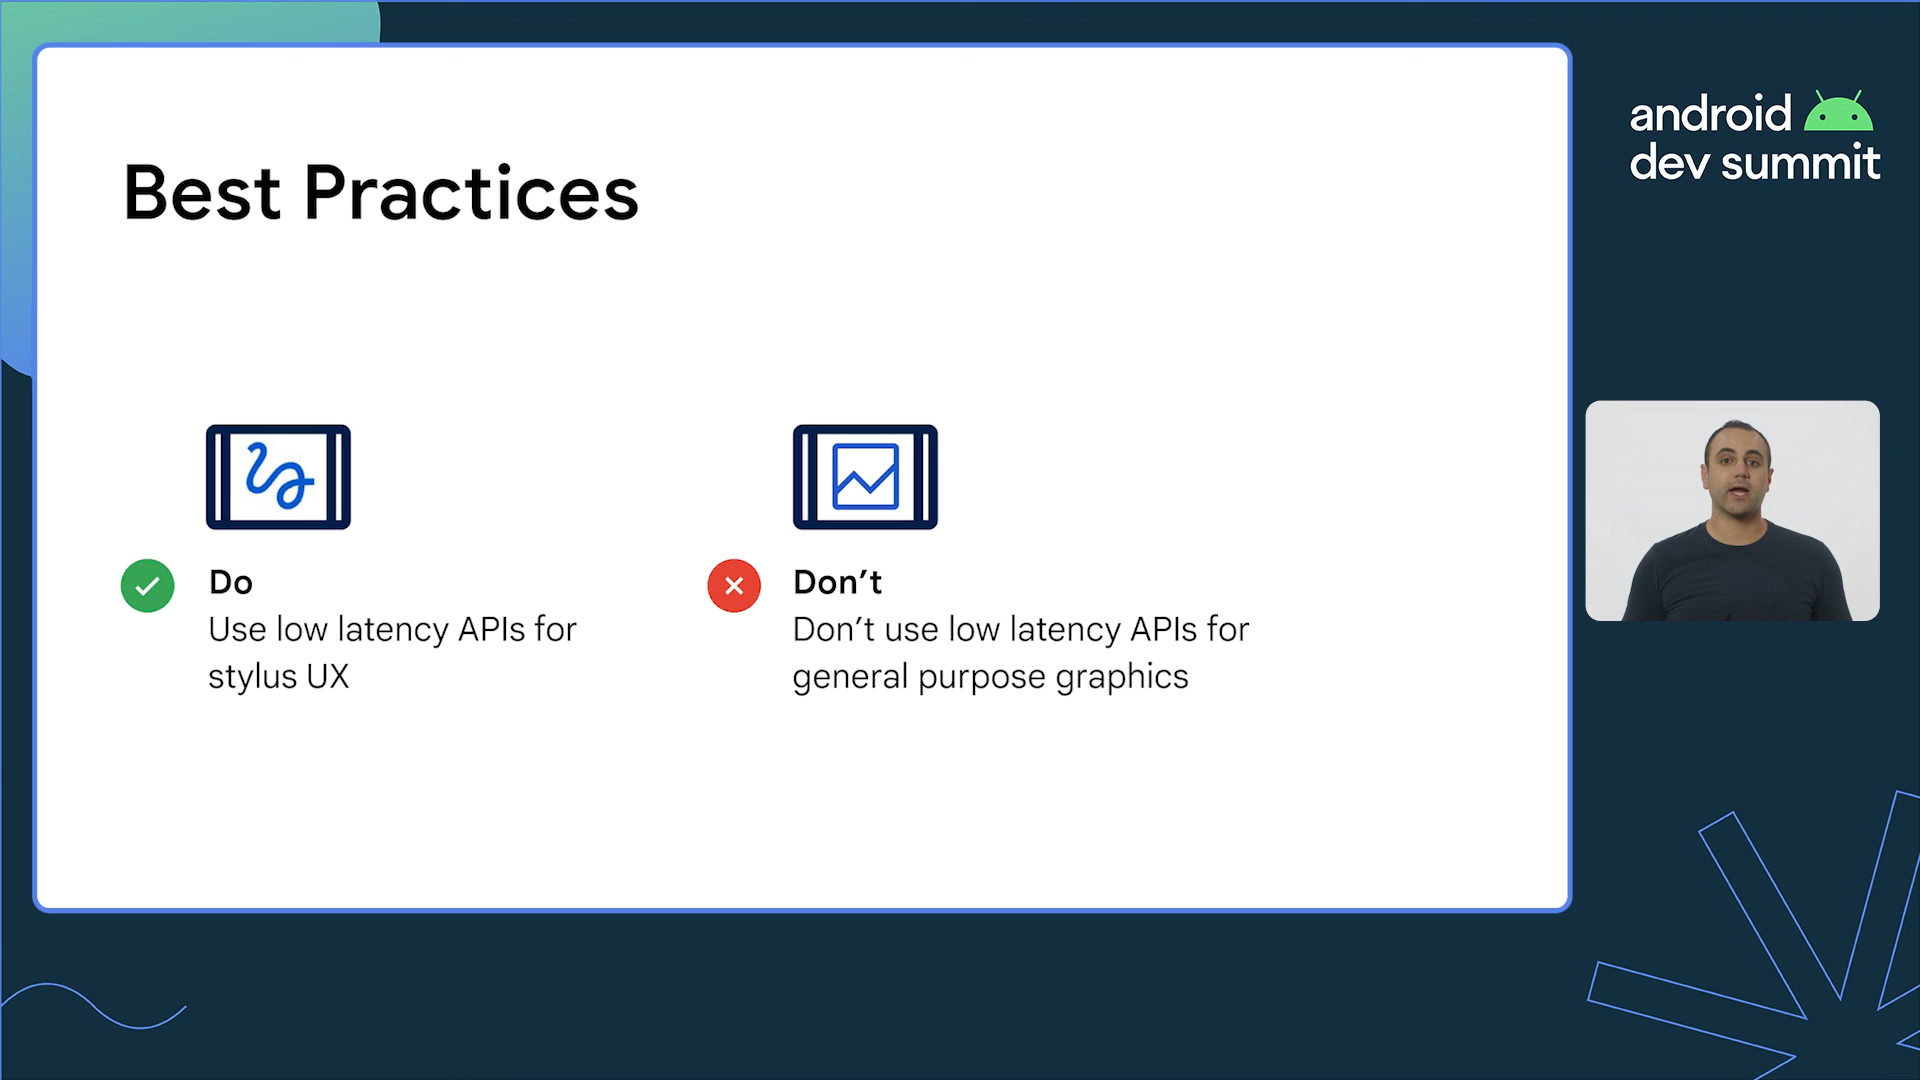 Best Practices
Do
Use low latency APIs for
stylus UX
Don’t
Don’t use low latency APIs for
general purpose graphics
android
dev summit